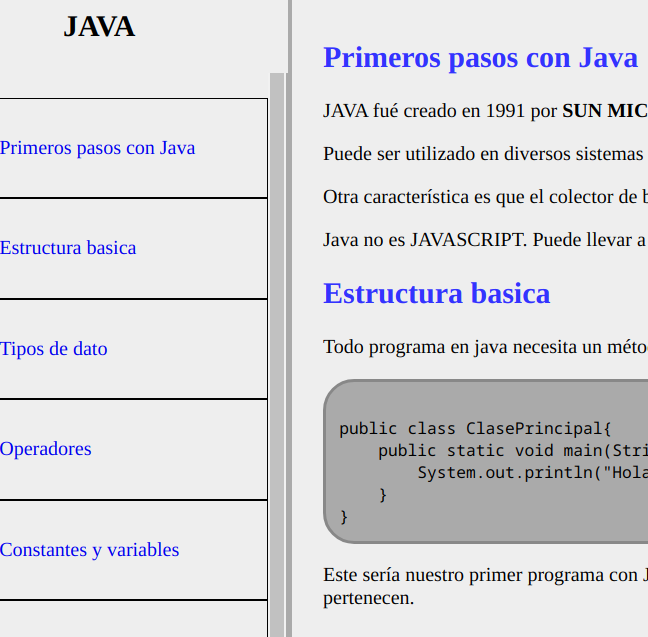 JAVA
Primeros pasos con Java
Estructura basica
Tipos de dato
Operadores
Constantes y variables
Primeros pasos con Java
JAVA fué creado en 1991 por SUN MIC
Puede ser utilizado en diversos sistemas
Otra característica es que el colector de
Java no es JAVASCRIPT. Puede llevar a
Estructura basica
Todo programa en java necesita un méto
public class ClasePrincipal{
    public static void main(Stri
        System.out.println("Hola
    }
}
Este sería nuestro primer programa con J
pertenecen.